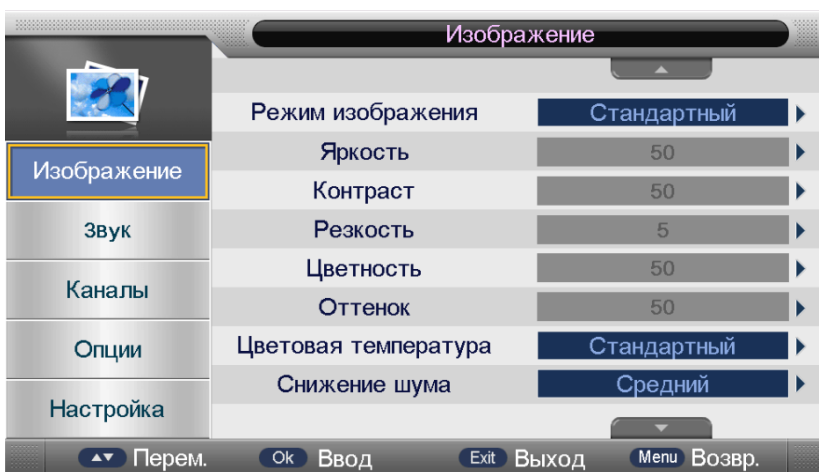 Изображение
Режим изображения Стандартный
Яркость 50
Контраст 50
Резкость 5
Цветность 50
Оттенок 50
Цветовая температура Стандартный
Снижение шума Средний
Изображение
Звук
Каналы
Опции
Настройка
Перем. Ok Ввод Exit Выход Menu Возвр.